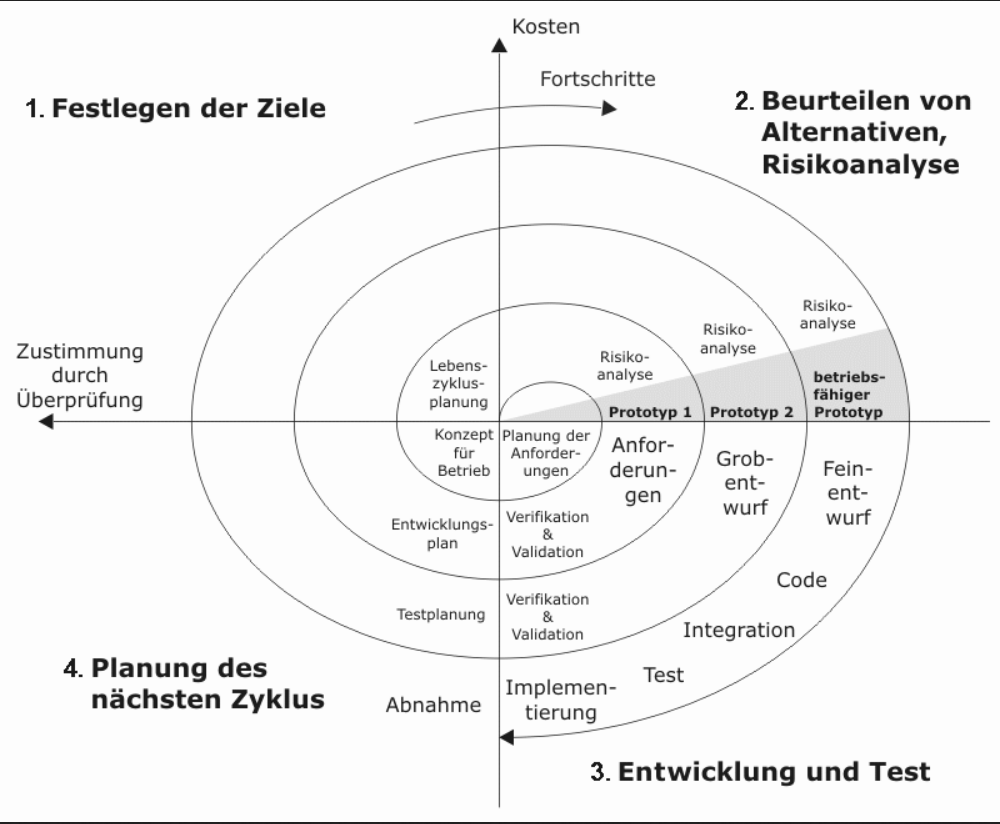 Kosten
Fortschritte
1. Festlegen der Ziele
2. Beurteilen von
Alternativen,
Risikoanalyse
Zustimmung
durch
Überprüfung
Lebens-
zyklus-
planung
Risiko-
analyse
Risiko-
analyse
Risiko-
analyse
Prototyp 1
Prototyp 2
betriebs-
fähiger
Prototyp
Konzept
für
Betrieb
Planung der
Anforder-
ungen
Anfor-
derun-
gen
Grob-
ent-
wurf
Fein-
ent-
wurf
Entwicklungs-
plan
Verifikation
&
Validation
Testplanung
Verifikation
&
Validation
Code
Integration
Test
Implemen-
tierung
Abnahme
4. Planung des
nächsten Zyklus
3. Entwicklung und Test